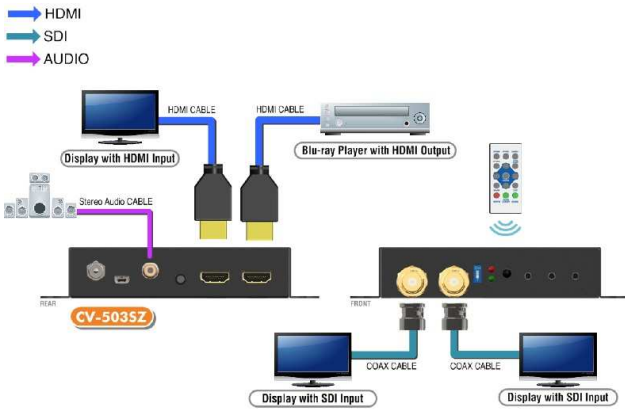 HDMI
SDI
AUDIO
HDMI CABLE
HDMI CABLE
Display with HDMI Input
Blu-ray Player with HDMI Output
Stereo Audio CABLE
REAR
FRONT
CV-503SZ
COAX CABLE
COAX CABLE
Display with SDI Input
Display with SDI Input